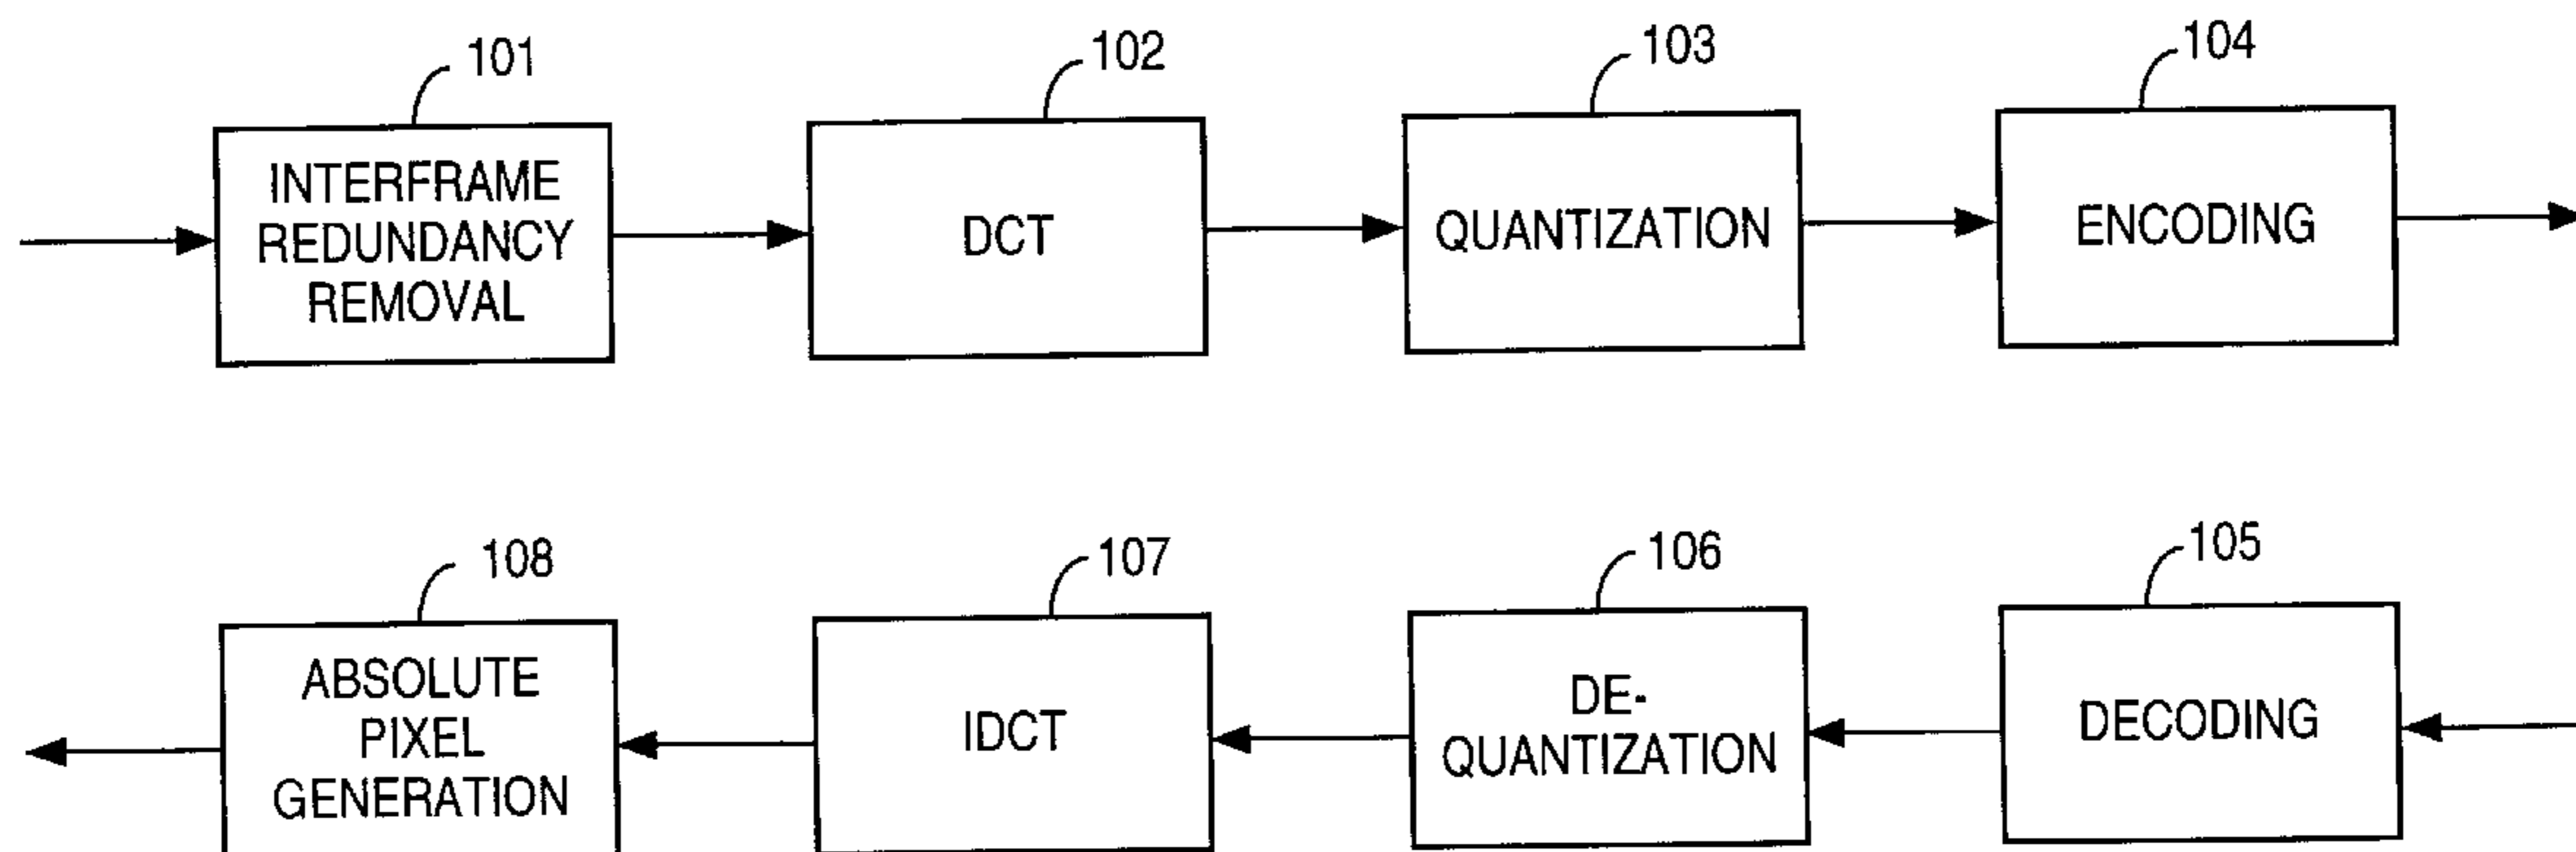 101
102
103
104
INTERFRAME
REDUNDANCY
REMOVAL
DCT
QUANTIZATION
ENCODING
108
107
106
105
ABSOLUTE
PIXEL
GENERATION
IDCT
DE-
QUANTIZATION
DECODING